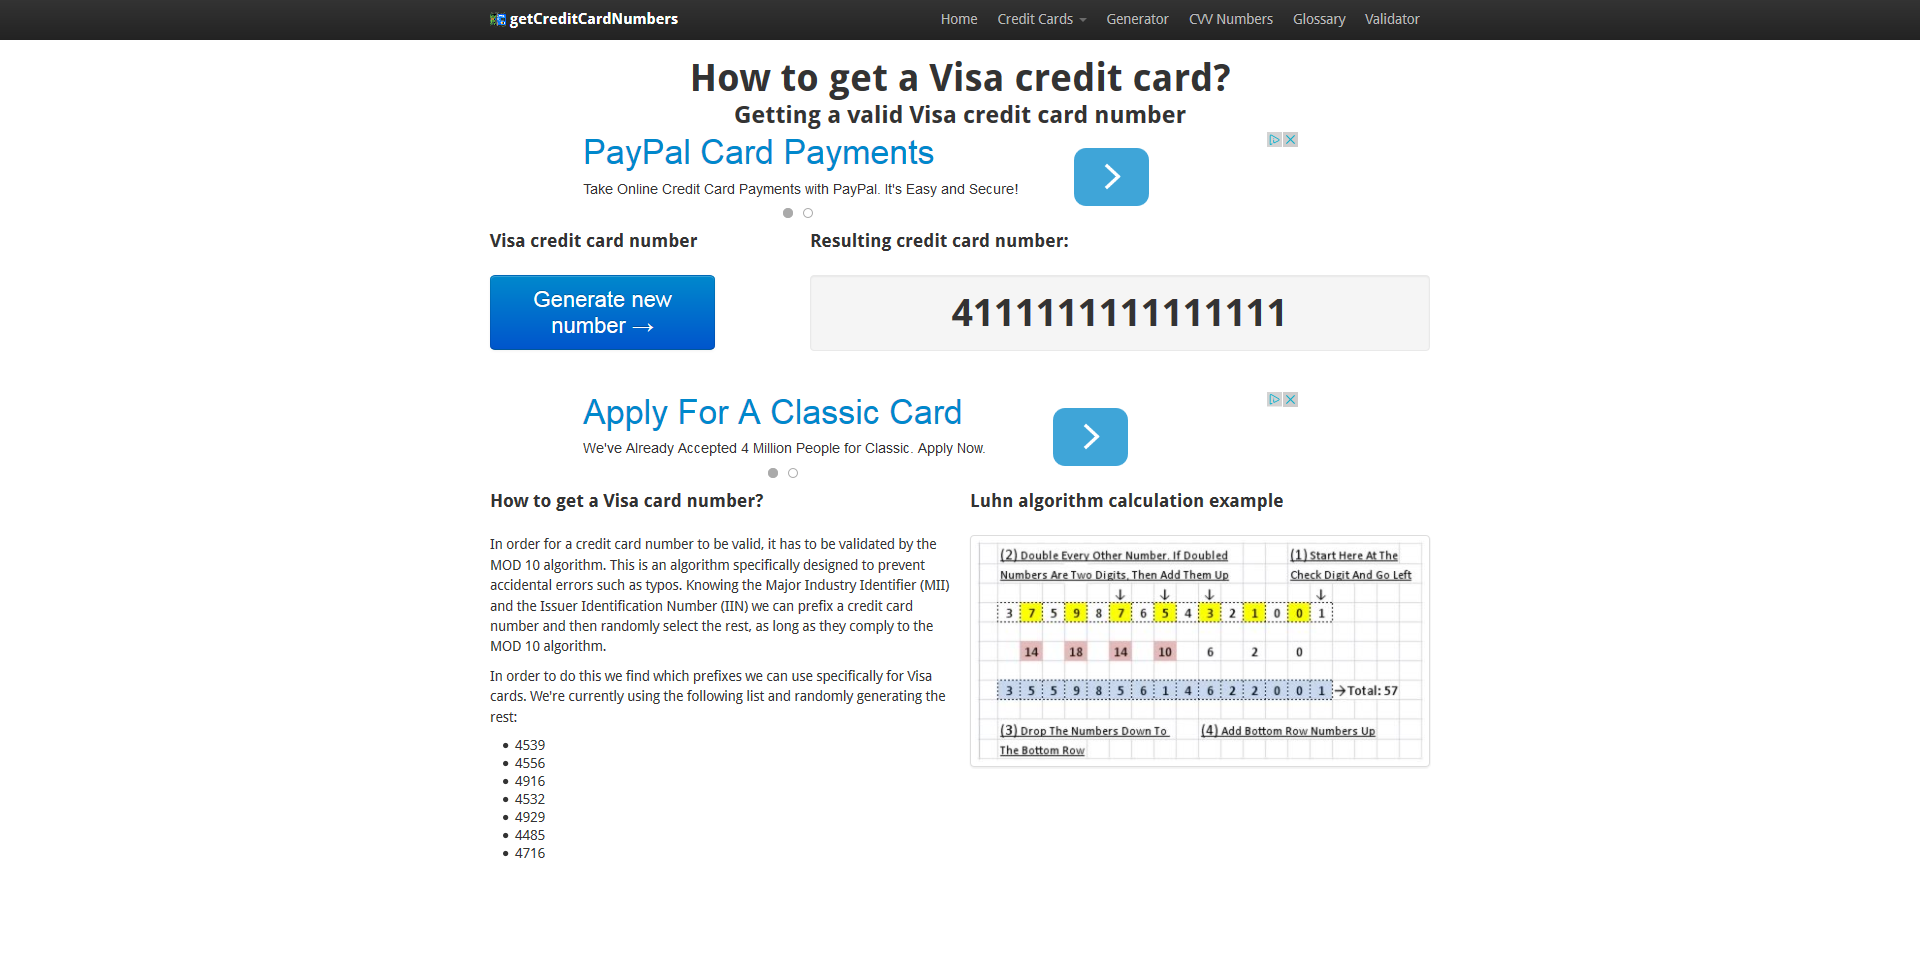 getCreditCardNumbers
Home Credit Cards Generator CVV Numbers Glossary Validator
How to get a Visa credit card?
Getting a valid Visa credit card number
PayPal Card Payments
Take Online Credit Card Payments with PayPal. It's Easy and Secure!
Visa credit card number
Generate new
number →
Resulting credit card number:
4111111111111111
Apply For A Classic Card
We've Already Accepted 4 Million People for Classic. Apply Now.
How to get a Visa card number?
In order for a credit card number to be valid, it has to be validated by the
MOD 10 algorithm. This is an algorithm specifically designed to prevent
accidental errors such as typos. Knowing the Major Industry Identifier (MII)
and the Issuer Identification Number (IIN) we can prefix a credit card
number and then randomly select the rest, as long as they comply to the
MOD 10 algorithm.
In order to do this we find which prefixes we can use specifically for Visa
cards. We're currently using the following list and randomly generating the
rest:
4539
4556
4916
4532
4929
4485
4716
Luhn algorithm calculation example
(2) Double Every Other Number. If Doubled
Numbers Are Two Digits, Then Add Them Up
(1) Start Here At The
Check Digit And Go Left
3 7 5 9 8 7 6 5 4 3 2 1 0 0 1
14 18 14 10 6 2 0
3 5 5 9 8 5 6 1 4 6 2 2 0 0 1 →Total: 57
(3) Drop The Numbers Down To
The Bottom Row
(4) Add Bottom Row Numbers Up